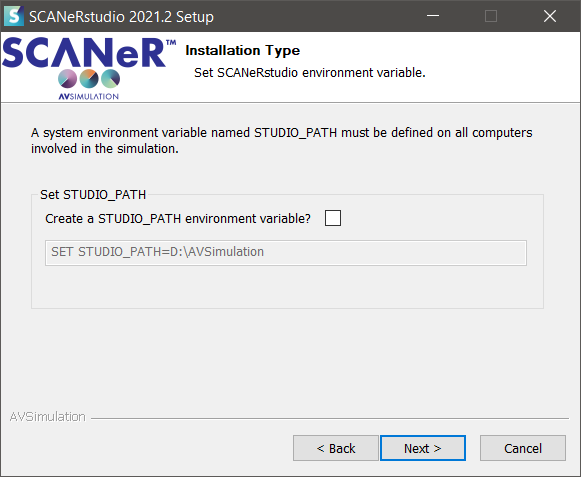 SCANeRstudio 2021.2 Setup
SCANeR™
AVSIMULATION
Installation Type
Set SCANeRstudio environment variable.
A system environment variable named STUDIO_PATH must be defined on all computers
involved in the simulation.
Set STUDIO_PATH
Create a STUDIO_PATH environment variable?
SET STUDIO_PATH=D:\AVSimulation
AVSimulation
< Back
Next >
Cancel